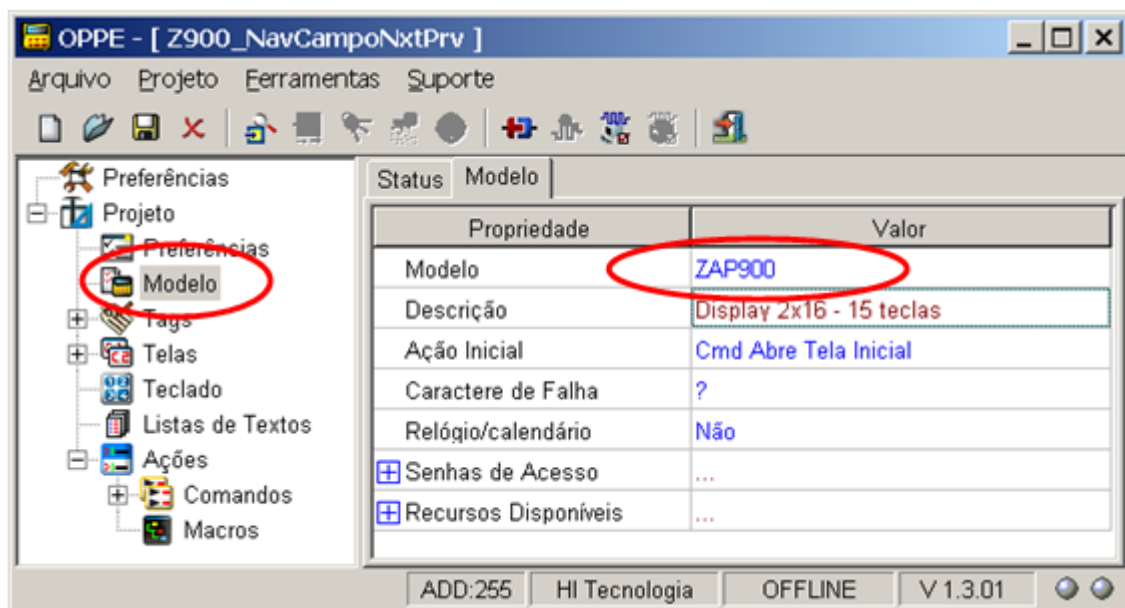 OPPE - [ Z900_NavCampoNxtPrv ]
Arquivo Projeto Ferramentas Suporte
Preferências
Projeto
Preferências
Modelo
Tags
Telas
Teclado
Listas de Textos
Ações
Comandos
Macros
Status Modelo
Propriedade Valor
Modelo ZAP900
Descrição Display 2x16 - 15 teclas
Ação Inicial Cmd Abre Tela Inicial
Caractere de Falha ?
Relógio/calendário Não
Senhas de Acesso ...
Recursos Disponíveis ...
ADD:255 HI Tecnologia OFFLINE V 1.3.01